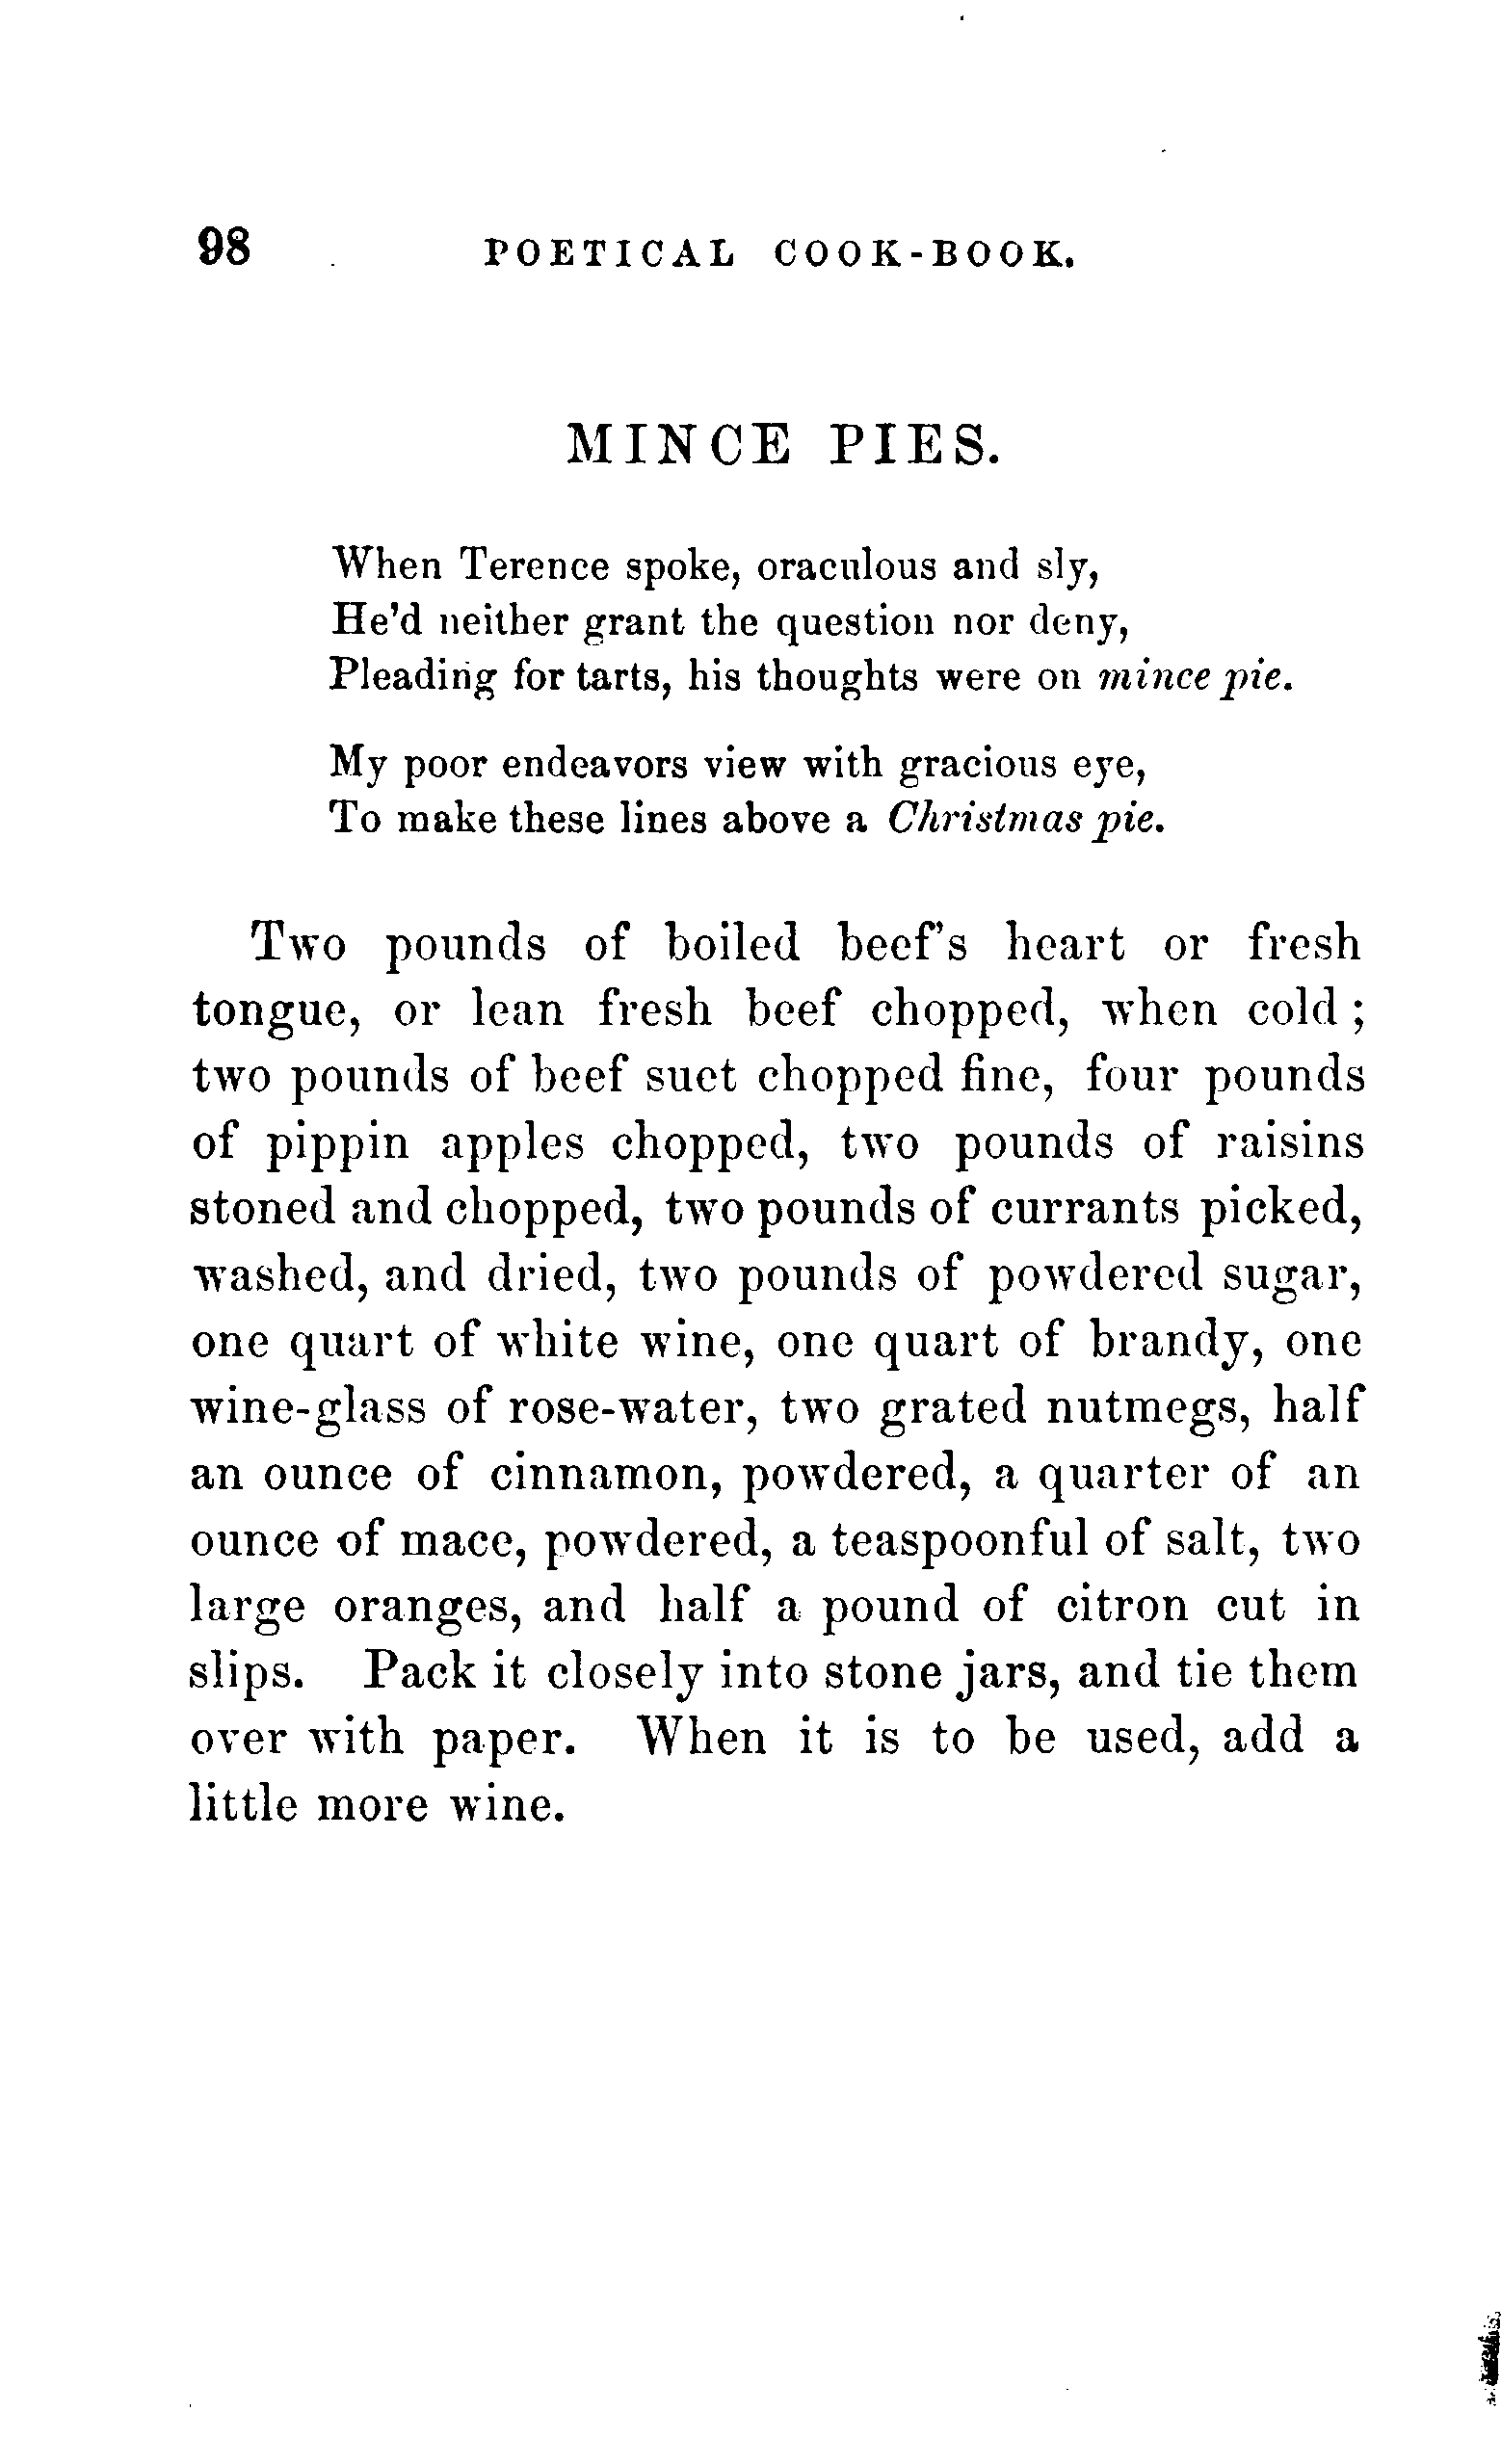 98 POETICAL COOK-BOOK.
MINCE PIES.
When Terence spoke, oraculous and sly,
He'd neither grant the question nor deny,
Pleading for tarts, his thoughts were on mince pie.
My poor endeavors view with gracious eye,
To make these lines above a Christmas pie.
Two pounds of boiled beef's heart or fresh
tongue, or lean fresh beef chopped, when cold;
two pounds of beef suet chopped fine, four pounds
of pippin apples chopped, two pounds of raisins
stoned and chopped, two pounds of currants picked,
washed, and dried, two pounds of powdered sugar,
one quart of white wine, one quart of brandy, one
wine-glass of rose-water, two grated nutmegs, half
an ounce of cinnamon, powdered, a quarter of an
ounce of mace, powdered, a teaspoonful of salt, two
large oranges, and half a pound of citron cut in
slips. Pack it closely into stone jars, and tie them
over with paper. When it is to be used, add a
little more wine.